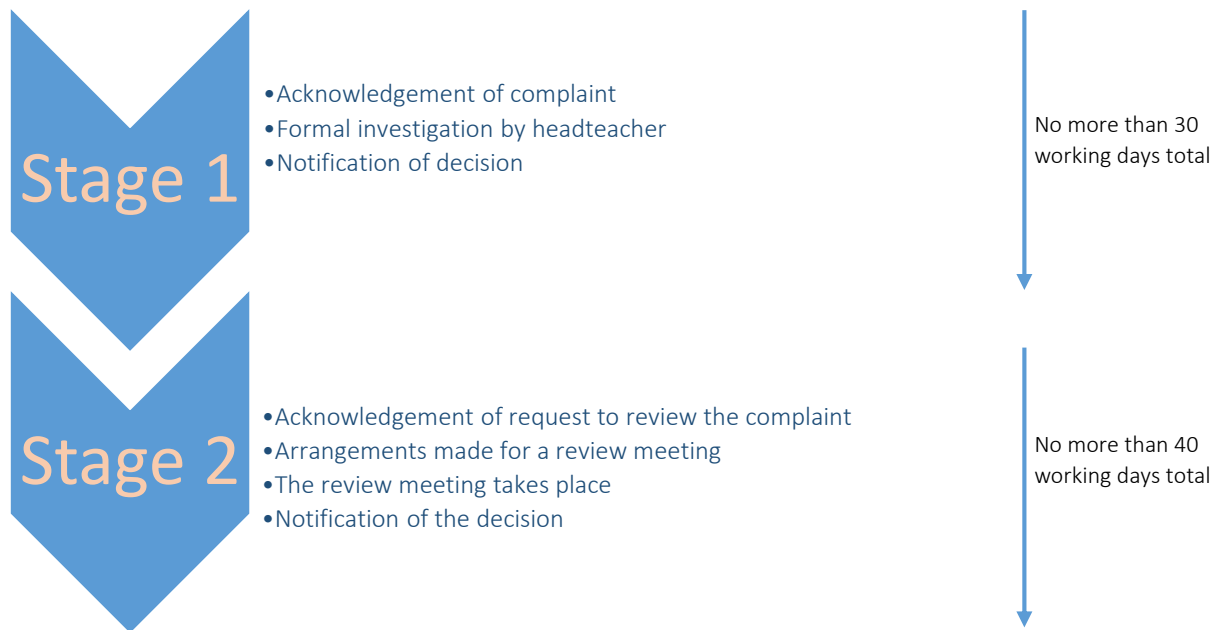 Stage 1
•Acknowledgement of complaint
•Formal investigation by headteacher
•Notification of decision
No more than 30
working days total
Stage 2
•Acknowledgement of request to review the complaint
•Arrangements made for a review meeting
•The review meeting takes place
•Notification of the decision
No more than 40
working days total